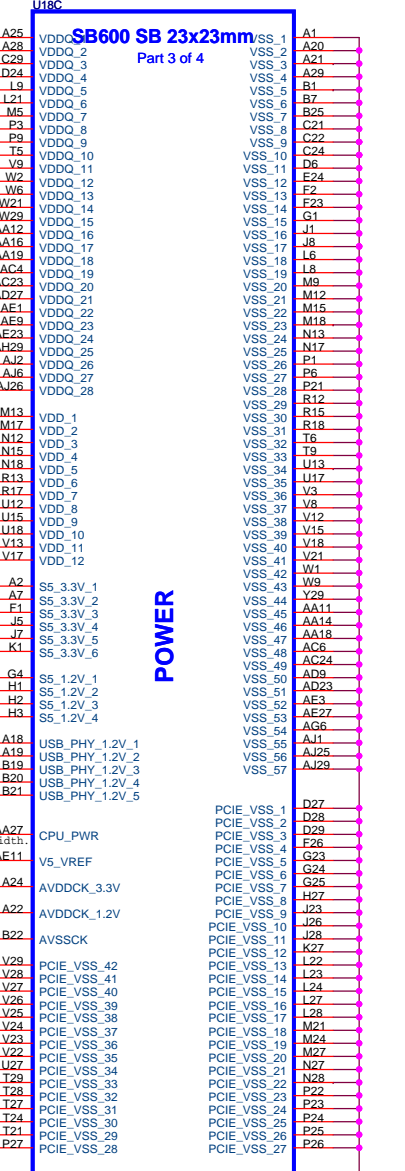 U18C
SB600 SB 23x23mm
Part 3 of 4
A25 VDDQ_
A28 VDDQ_2
C29 VDDQ_3
D24 VDDQ_4
L9 VDDQ_5
L21 VDDQ_6
M5 VDDQ_7
P3 VDDQ_8
P9 VDDQ_9
T5 VDDQ_10
V9 VDDQ_11
W2 VDDQ_12
W6 VDDQ_13
W21 VDDQ_14
W29 VDDQ_15
AA12 VDDQ_16
AA16 VDDQ_17
AA19 VDDQ_18
AC4 VDDQ_19
AC23 VDDQ_20
AD27 VDDQ_21
AE1 VDDQ_22
AE9 VDDQ_23
AE23 VDDQ_24
AH29 VDDQ_25
AJ2 VDDQ_26
AJ6 VDDQ_27
AJ26 VDDQ_28
M13 VDD_1
M17 VDD_2
N12 VDD_3
N15 VDD_4
N18 VDD_5
R13 VDD_6
R17 VDD_7
U12 VDD_8
U15 VDD_9
U18 VDD_10
V13 VDD_11
V17 VDD_12
A2 S5_3.3V_1
A7 S5_3.3V_2
F1 S5_3.3V_3
J5 S5_3.3V_4
J7 S5_3.3V_5
K1 S5_3.3V_6
G4 S5_1.2V_1
H1 S5_1.2V_2
H2 S5_1.2V_3
H3 S5_1.2V_4
A18 USB_PHY_1.2V_1
A19 USB_PHY_1.2V_2
B19 USB_PHY_1.2V_3
B20 USB_PHY_1.2V_4
B21 USB_PHY_1.2V_5
AA27 CPU_PWR
idth.
AE11 V5_VREF
A24 AVDDCK_3.3V
A22 AVDDCK_1.2V
B22 AVSSCK
V29 PCIE_VSS_42
V28 PCIE_VSS_41
V27 PCIE_VSS_40
V26 PCIE_VSS_39
V25 PCIE_VSS_38
V24 PCIE_VSS_37
V23 PCIE_VSS_36
V22 PCIE_VSS_35
U27 PCIE_VSS_34
T29 PCIE_VSS_33
T28 PCIE_VSS_32
T27 PCIE_VSS_31
T24 PCIE_VSS_30
T21 PCIE_VSS_29
P27 PCIE_VSS_28
POWER
VSS_1 A1
VSS_2 A20
VSS_3 A21
VSS_4 A29
VSS_5 B1
VSS_6 B7
VSS_7 B25
VSS_8 C21
VSS_9 C22
VSS_10 C24
VSS_11 D6
VSS_12 E24
VSS_13 F2
VSS_14 F23
VSS_15 G1
VSS_16 J1
VSS_17 J8
VSS_18 L6
VSS_19 L8
VSS_20 M9
VSS_21 M12
VSS_22 M15
VSS_23 M18
VSS_24 N13
VSS_25 N17
VSS_26 P1
VSS_27 P6
VSS_28 P21
VSS_29 R12
VSS_30 R15
VSS_31 R18
VSS_32 T6
VSS_33 T9
VSS_34 U13
VSS_35 U17
VSS_36 V3
VSS_37 V8
VSS_38 V12
VSS_39 V15
VSS_40 V18
VSS_41 V21
VSS_42 W1
VSS_43 W9
VSS_44 Y29
VSS_45 AA11
VSS_46 AA14
VSS_47 AA18
VSS_48 AC6
VSS_49 AC24
VSS_50 AD9
VSS_51 AD23
VSS_52 AE3
VSS_53 AE27
VSS_54 AG6
VSS_55 AJ1
VSS_56 AJ25
VSS_57 AJ29
PCIE_VSS_1 D27
PCIE_VSS_2 D28
PCIE_VSS_3 D29
PCIE_VSS_4 F26
PCIE_VSS_5 G23
PCIE_VSS_6 G24
PCIE_VSS_7 G25
PCIE_VSS_8 H27
PCIE_VSS_9 J23
PCIE_VSS_10 J26
PCIE_VSS_11 J28
PCIE_VSS_12 K27
PCIE_VSS_13 L22
PCIE_VSS_14 L23
PCIE_VSS_15 L24
PCIE_VSS_16 L27
PCIE_VSS_17 L28
PCIE_VSS_18 M21
PCIE_VSS_19 M24
PCIE_VSS_20 M27
PCIE_VSS_21 N27
PCIE_VSS_22 N28
PCIE_VSS_23 P22
PCIE_VSS_24 P23
PCIE_VSS_25 P24
PCIE_VSS_26 P25
PCIE_VSS_27 P26